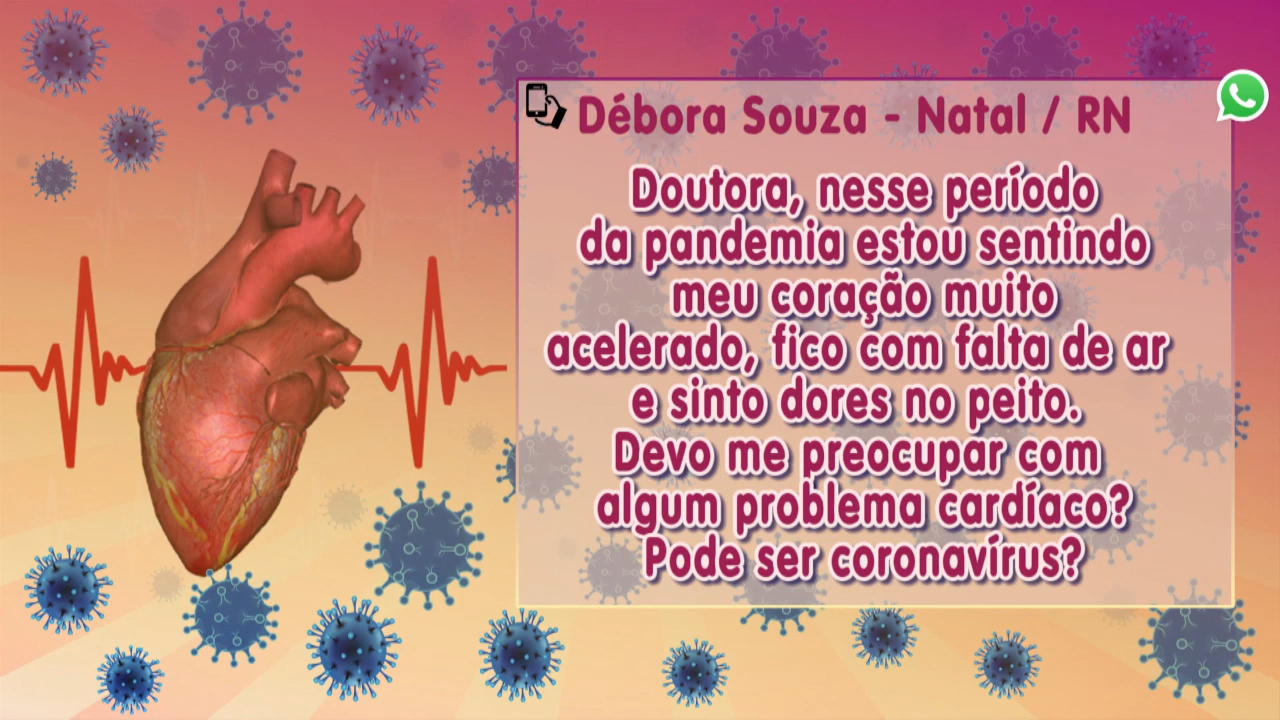 Débora Souza - Natal / RN
Doutora, nesse período
da pandemia estou sentindo
meu coração muito
acelerado, fico com falta de ar
e sinto dores no peito.
Devo me preocupar com
algum problema cardíaco?
Pode ser coronavírus?